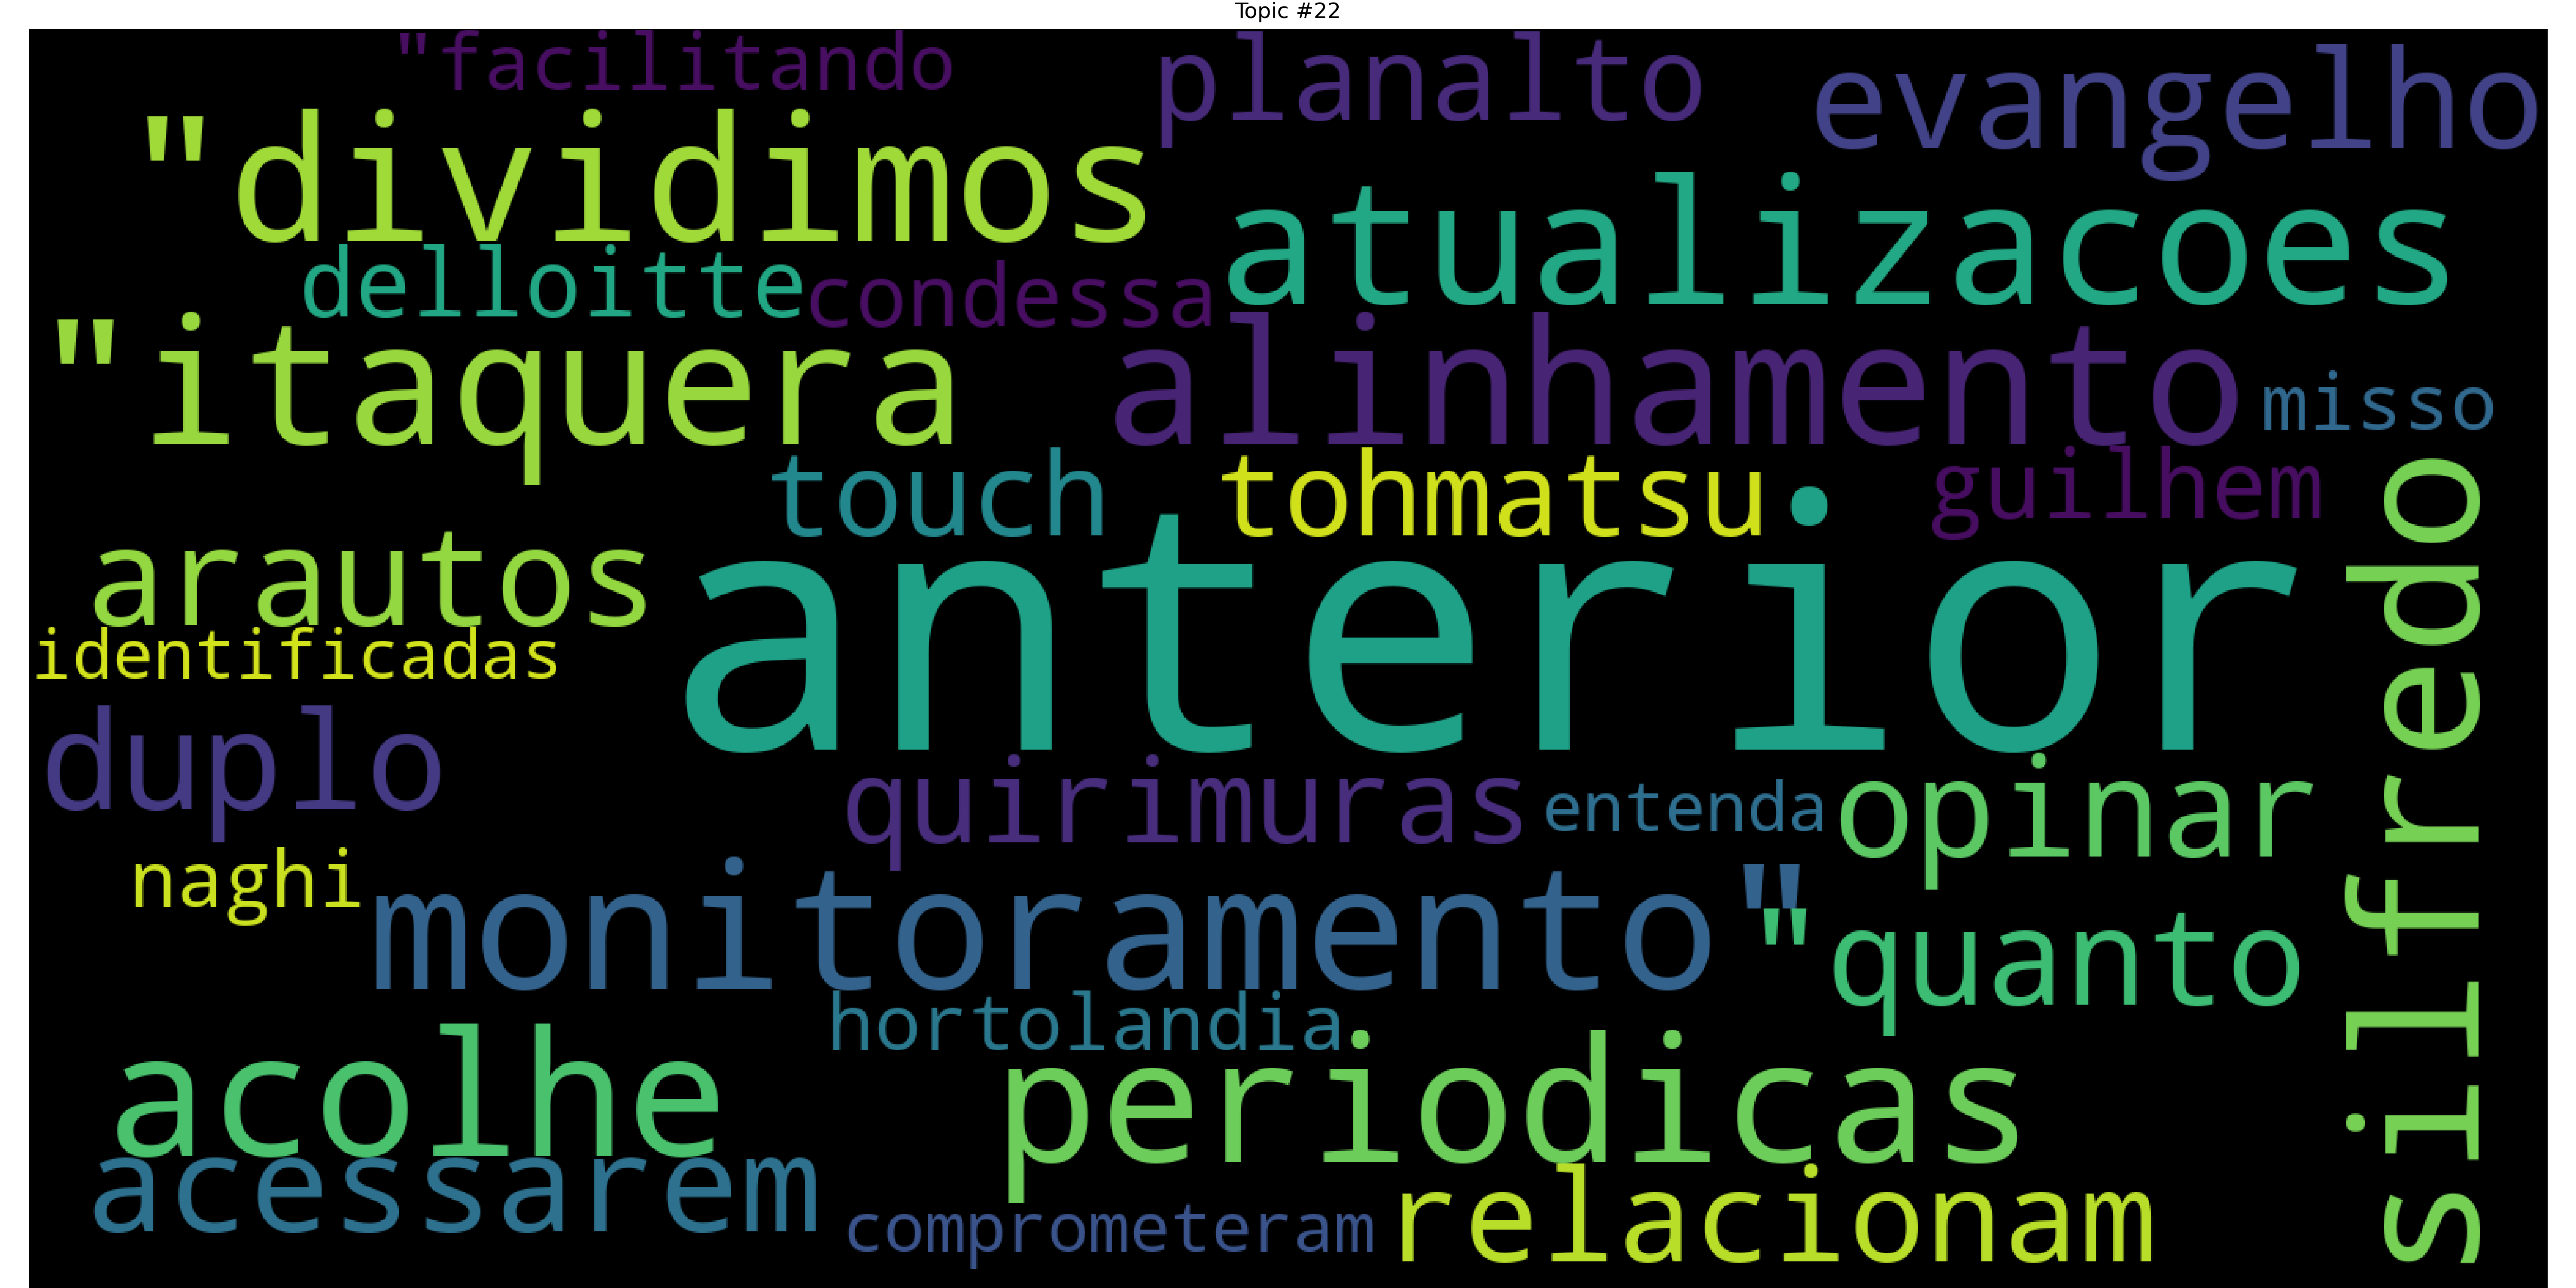 Topic #22
"facilitando
planalto
evangelho
"dividimos
atualizacoes
delloitte
condessa
"itaquera
alinhamento
misso
touch
tohmatsu
guilhem
arautos
anterior
silfredo
identificadas
duplo
quirimuras
entenda
opinar
naghi
monitoramento"
"quanto
hortolandia
acolhe
periodicas
acessarem
comprometeram
relacionam